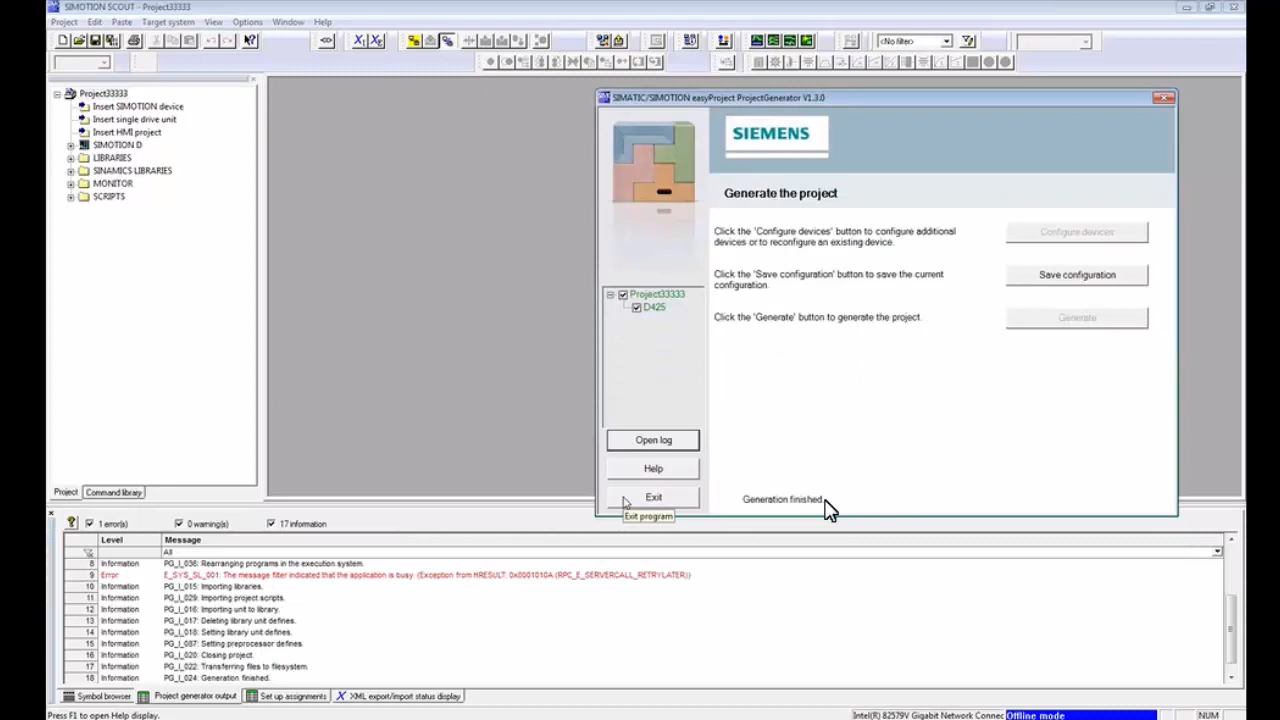 SIMOTION SCOUT - Project33333
Project Edit Paste Target system View Options Window Help
<No filter>
Project33333
Insert SIMOTION device
Insert single drive unit
Insert HMI project
SIMOTION D
LIBRARIES
SINAMICS LIBRARIES
MONITOR
SCRIPTS
Project Command library
SIMATIC/SIMOTION easyProject ProjectGenerator V1.3.0
SIEMENS
Generate the project
Click the 'Configure devices' button to configure additional
devices or to reconfigure an existing device.
Configure devices
Click the 'Save configuration' button to save the current
configuration.
Save configuration
Click the 'Generate' button to generate the project.
Generate
Project33333
D425
Open log
Help
Exit
Exit program
Generation finished.
1 error(s) 0 warning(s) 17 information
Level Message
All
8 Information PG_I_036: Rearranging programs in the execution system.
9 Error E_SYS_SL_001: The message filter indicated that the application is busy. (Exception from HRESULT: 0x8001010A (RPC_E_SERVERCALL_RETRYLATER))
10 Information PG_I_015: Importing libraries.
11 Information PG_I_029: Importing project scripts.
12 Information PG_I_016: Importing unit to library.
13 Information PG_I_017: Deleting library unit defines.
14 Information PG_I_018: Setting library unit defines.
15 Information PG_I_087: Setting preprocessor defines.
16 Information PG_I_020: Closing project.
17 Information PG_I_022: Transferring files to filesystem.
18 Information PG_I_024: Generation finished.
Symbol browser Project generator output Set up assignments XML export/import status display
Press F1 to open Help display. Intel(R) 82579V Gigabit Network Connec Offline mode NUM